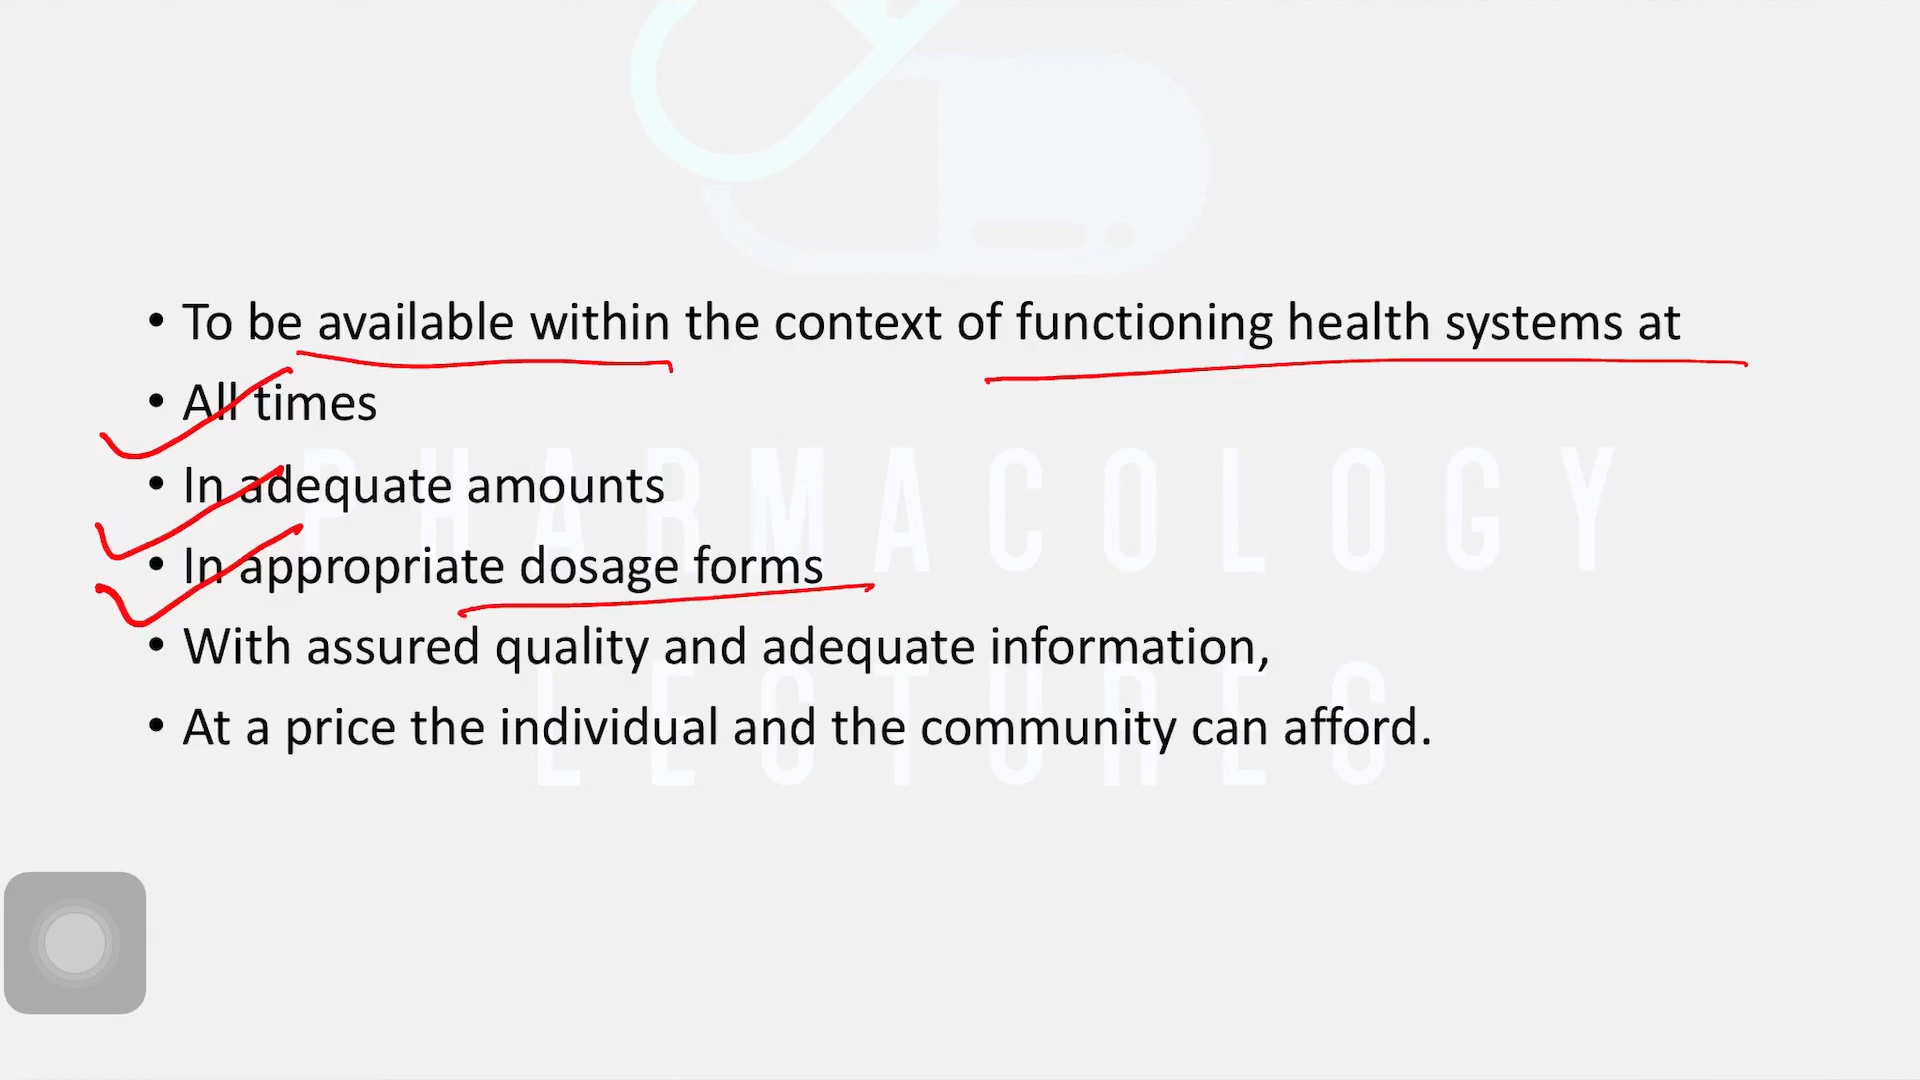 • To be available within the context of functioning health systems at
• All times
• In adequate amounts
• In appropriate dosage forms
• With assured quality and adequate information,
• At a price the individual and the community can afford.
PHARMACOLOGY
LECTURES